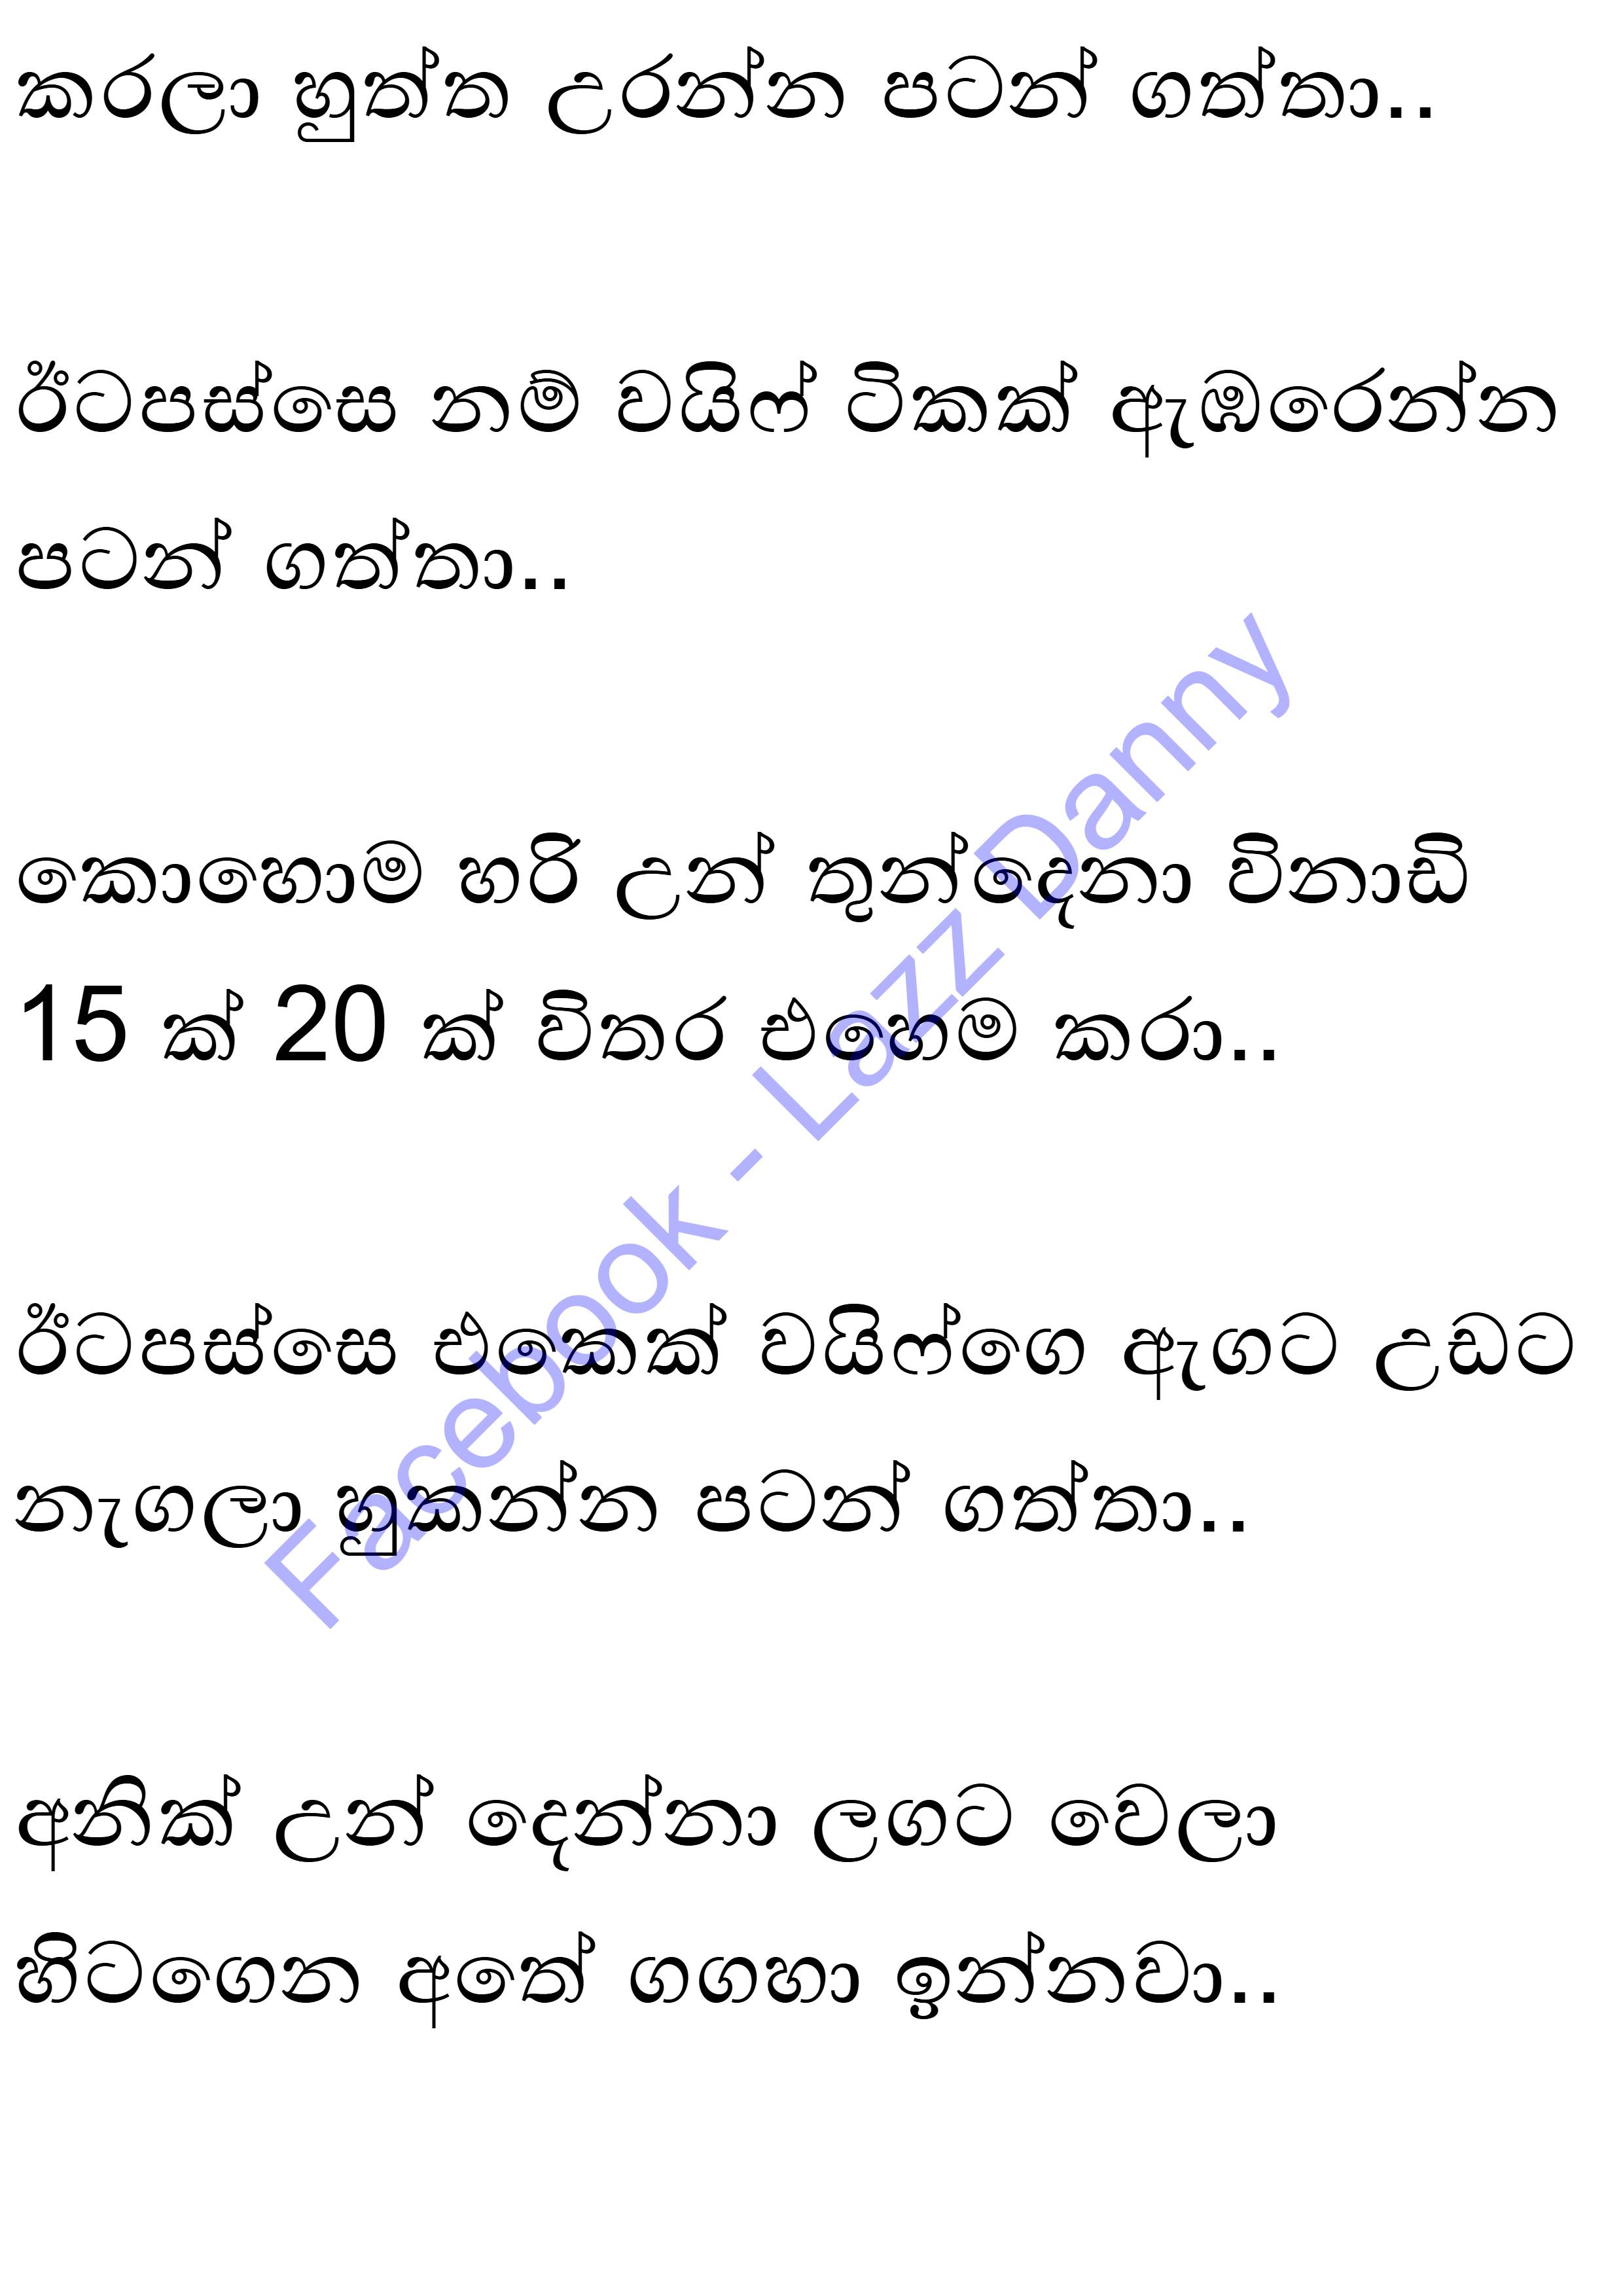 කරලා හුත්ත උරන්න පටන් ගත්තා..
ඊටපස්සෙ තම් වයිෆ් ටිකක් ඇඹරෙන්න
පටන් ගත්තා..
කොහොම හරි උන් තුන්දෙනා විනාඩි
15 ක් 20 ක් විතර එහෙම කරා..
ඊටපස්සෙ එකෙක් වයිෆ්ගෙ ඇගට උඩට
නැගලා හුකන්න පටන් ගත්තා..
අනික් උන් දෙන්නා ලගට වෙලා
හිටගෙන අතේ ගගහා ඉන්නවා..
Facebook - Lazz Danny